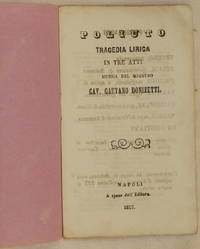 POLIUTO
TRAGEDIA LIRICA
IN TRE ATTI
MUSICA DEL MAESTRO
CAV. GAETANO DONIZETTI.
NAPOLI
A spese dell'Editore.
1857.